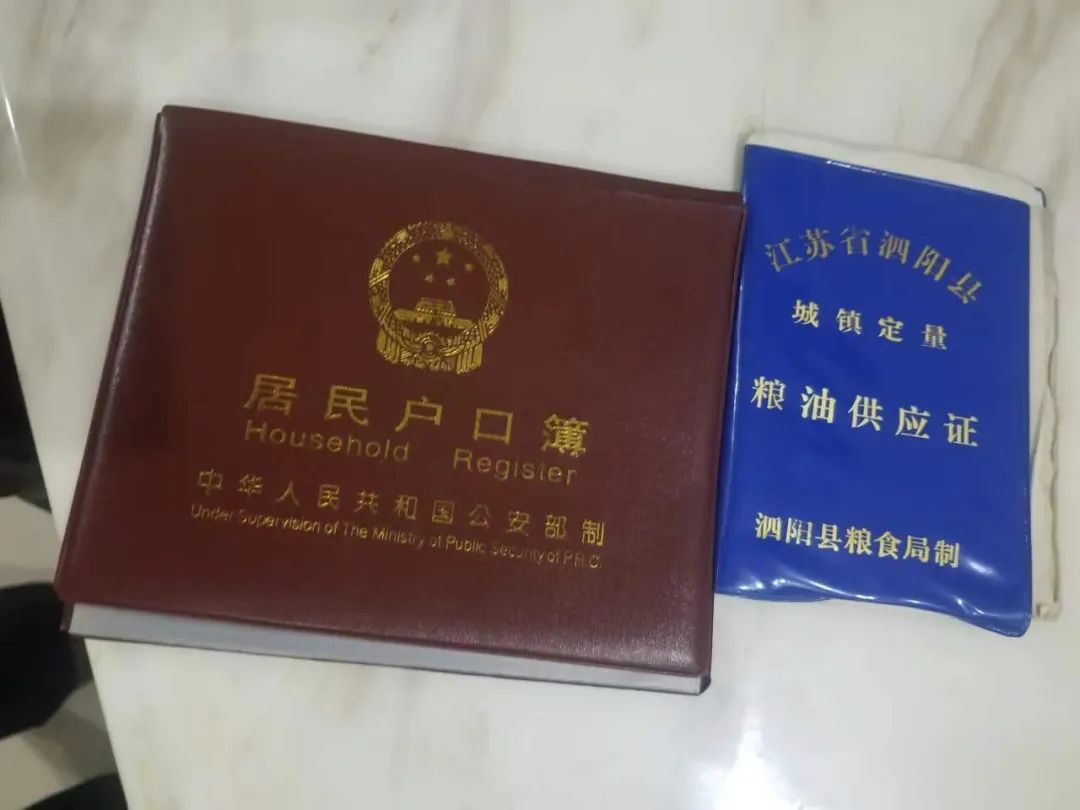 居民户口簿
Household Register
中华人民共和国公安部制
Under Supervision of The Ministry of Public Security of P.R.C.
江苏省泗阳县
城镇定量
粮油供应证
泗阳县粮食局制